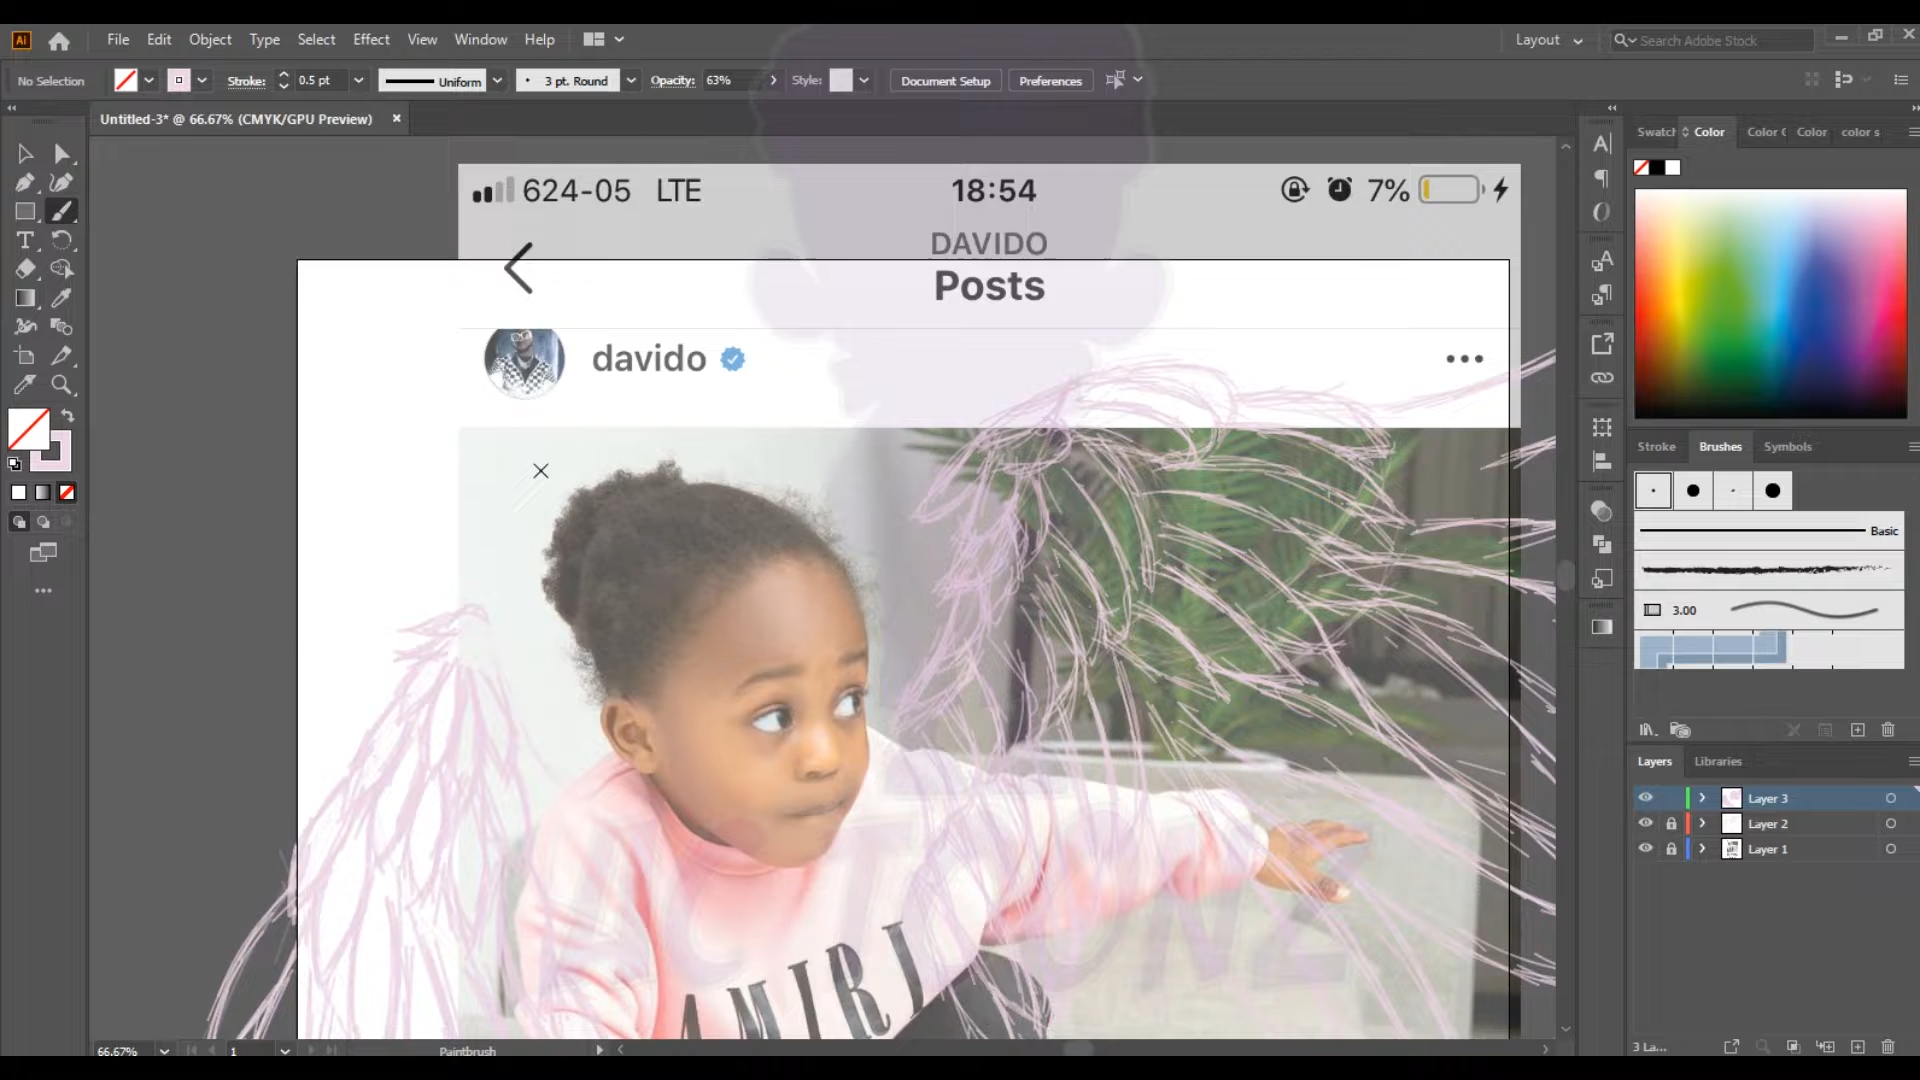 Ai File Edit Object Type Select Effect View Window Help Layout Search Adobe Stock
No Selection Stroke: 0.5 pt Uniform 3 pt. Round Opacity: 63% Style: Document Setup Preferences
Untitled-3* @ 66.67% (CMYK/GPU Preview)
Swatch Color Color Color color s
624-05 LTE 18:54 7%
DAVIDO
Posts
davido
Stroke Brushes Symbols
Basic
3.00
Layers Libraries
Layer 3
Layer 2
Layer 1
AMIRI
66.67% 1 Paintbrush
3 La...